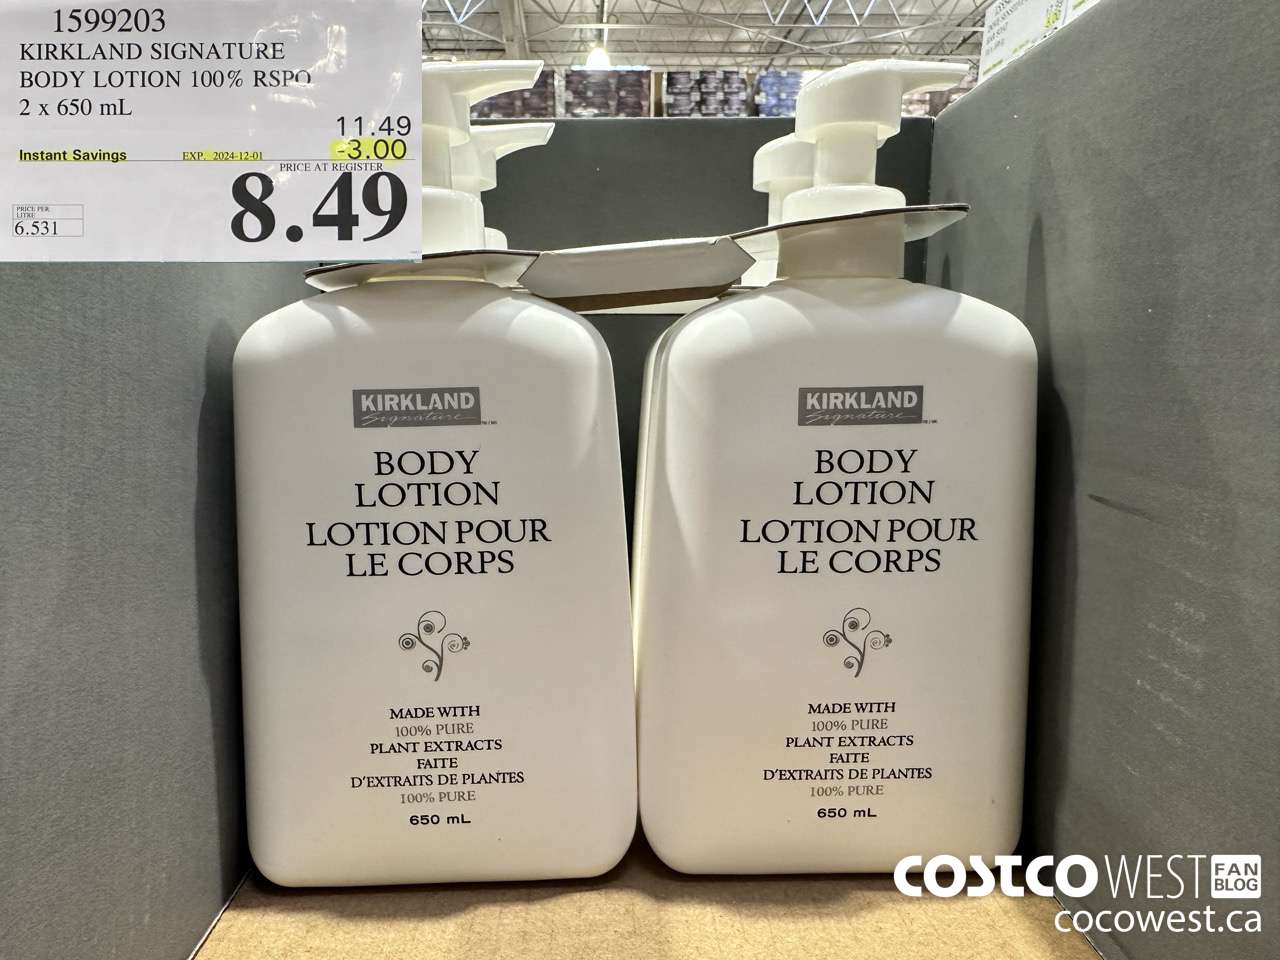 1599203
KIRKLAND SIGNATURE
BODY LOTION 100% RSPO
2 x 650 mL
11.49
Instant Savings EXP. 2024-12-01 -3.00
PRICE AT REGISTER
8.49
PRICE PER
LITRE
6.531
KIRKLAND
Signature
BODY
LOTION
LOTION POUR
LE CORPS
MADE WITH
100% PURE
PLANT EXTRACTS
FAITE
D'EXTRAITS DE PLANTES
100% PURE
650 mL
KIRKLAND
Signature
BODY
LOTION
LOTION POUR
LE CORPS
MADE WITH
100% PURE
PLANT EXTRACTS
FAITE
D'EXTRAITS DE PLANTES
100% PURE
650 mL
COSTCO WEST FAN BLOG
cocowest.ca